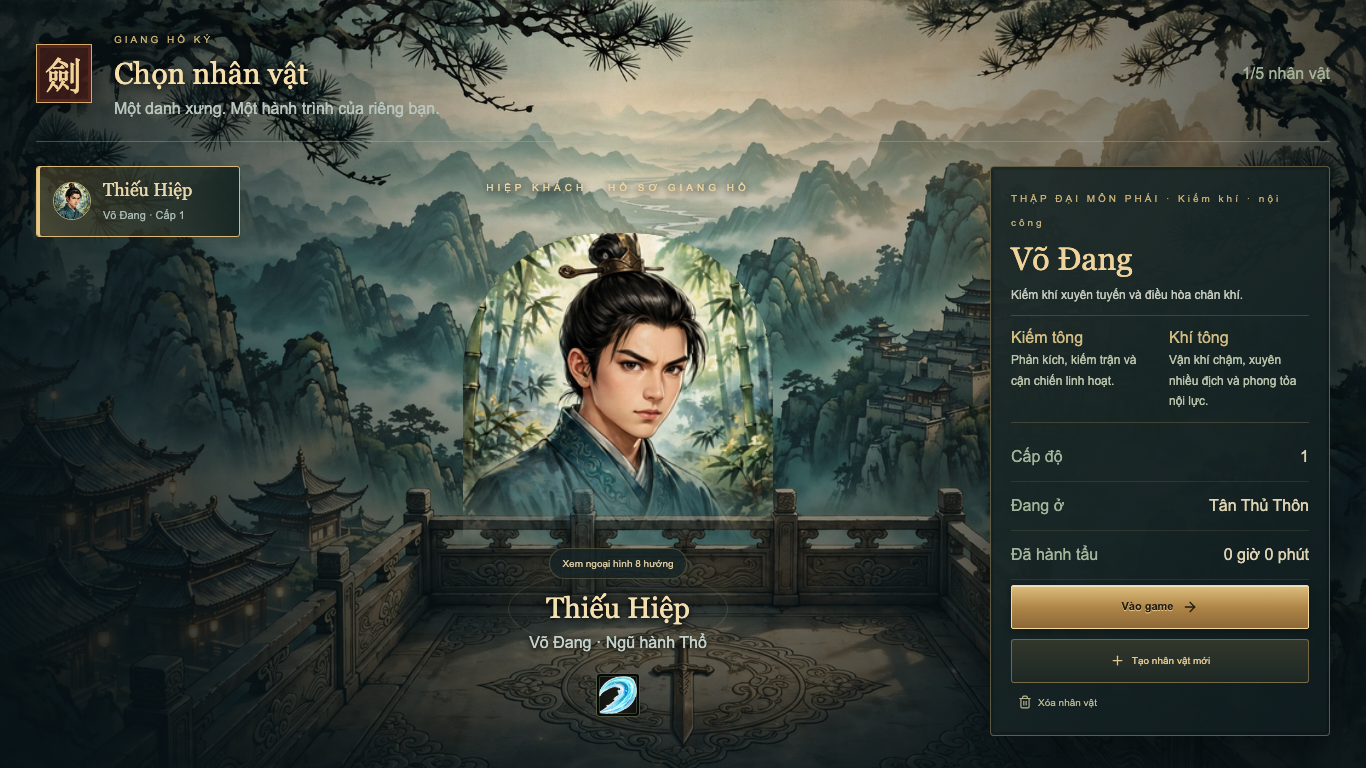 劍
GIANG HỒ KÝ
Chọn nhân vật
Một danh xưng. Một hành trình của riêng bạn.
1/5 nhân vật
Thiếu Hiệp
Võ Đang · Cấp 1
HIỆP KHÁCH · HỒ SƠ GIANG HỒ
Xem ngoại hình 8 hướng
Thiếu Hiệp
Võ Đang · Ngũ hành Thổ
THẬP ĐẠI MÔN PHÁI · Kiếm khí · nội
công
Võ Đang
Kiếm khí xuyên tuyến và điều hòa chân khí.
Kiếm tông
Phản kích, kiếm trận và
cận chiến linh hoạt.
Khí tông
Vận khí chậm, xuyên
nhiều địch và phong tỏa
nội lực.
Cấp độ
1
Đang ở
Tân Thủ Thôn
Đã hành tẩu
0 giờ 0 phút
Vào game
Tạo nhân vật mới
Xóa nhân vật